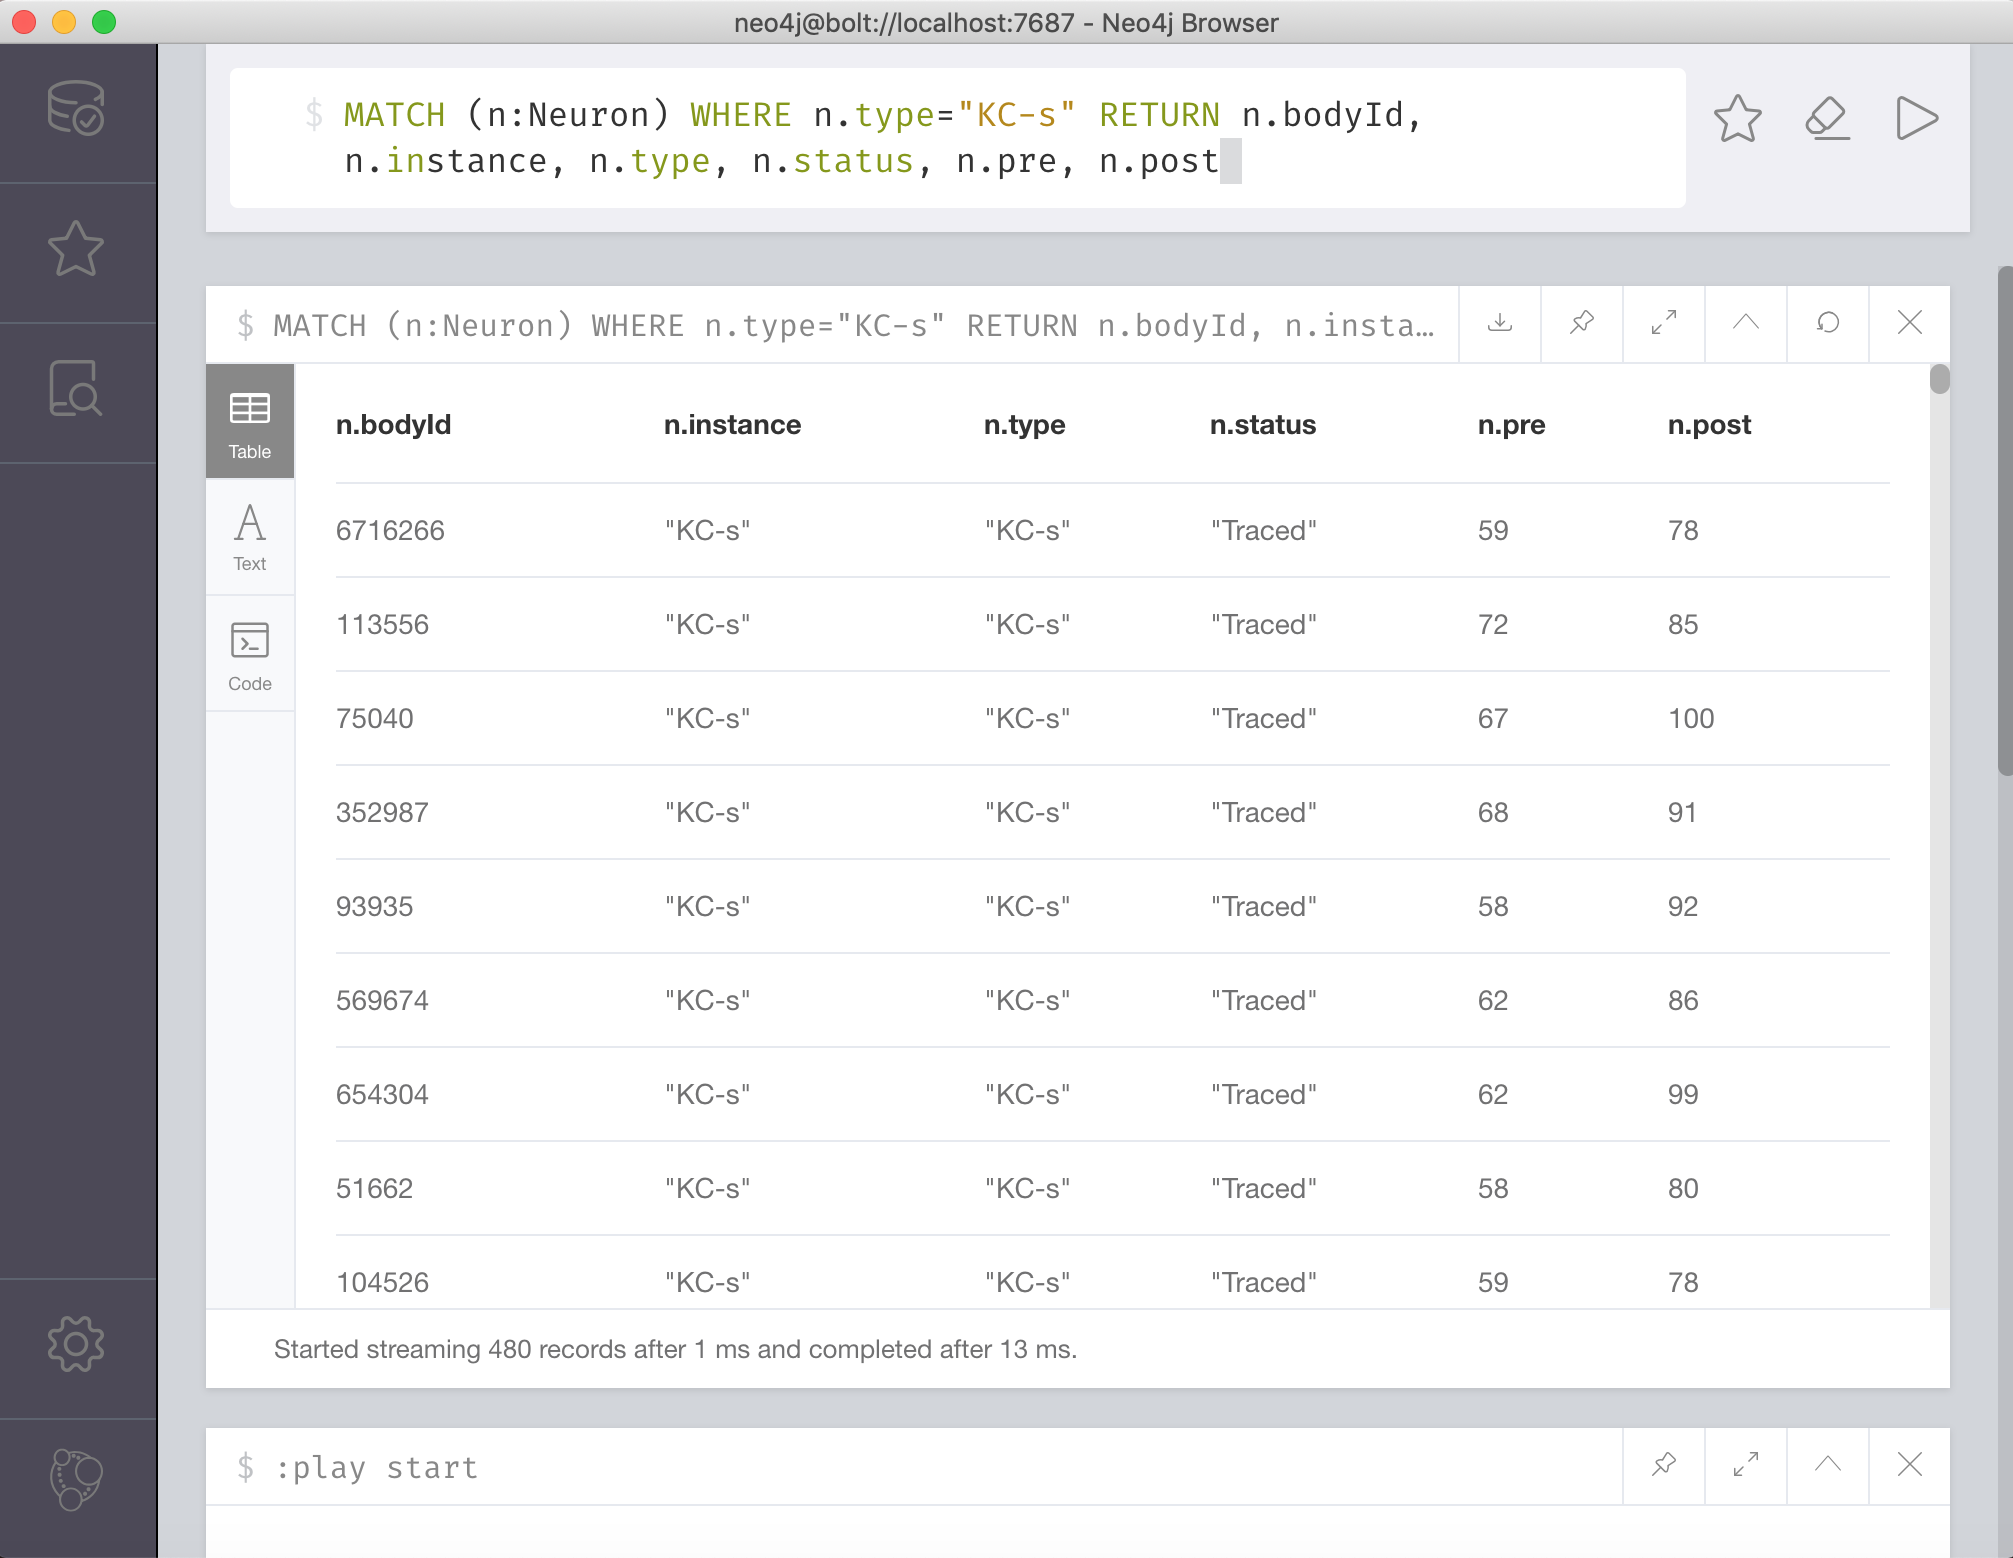 neo4j@bolt://localhost:7687 - Neo4j Browser
$ MATCH (n:Neuron) WHERE n.type="KC-s" RETURN n.bodyId,
n.instance, n.type, n.status, n.pre, n.post
$ MATCH (n:Neuron) WHERE n.type="KC-s" RETURN n.bodyId, n.insta…
Table
Text
Code
n.bodyId n.instance n.type n.status n.pre n.post
6716266 "KC-s" "KC-s" "Traced" 59 78
113556 "KC-s" "KC-s" "Traced" 72 85
75040 "KC-s" "KC-s" "Traced" 67 100
352987 "KC-s" "KC-s" "Traced" 68 91
93935 "KC-s" "KC-s" "Traced" 58 92
569674 "KC-s" "KC-s" "Traced" 62 86
654304 "KC-s" "KC-s" "Traced" 62 99
51662 "KC-s" "KC-s" "Traced" 58 80
104526 "KC-s" "KC-s" "Traced" 59 78
Started streaming 480 records after 1 ms and completed after 13 ms.
$ :play start